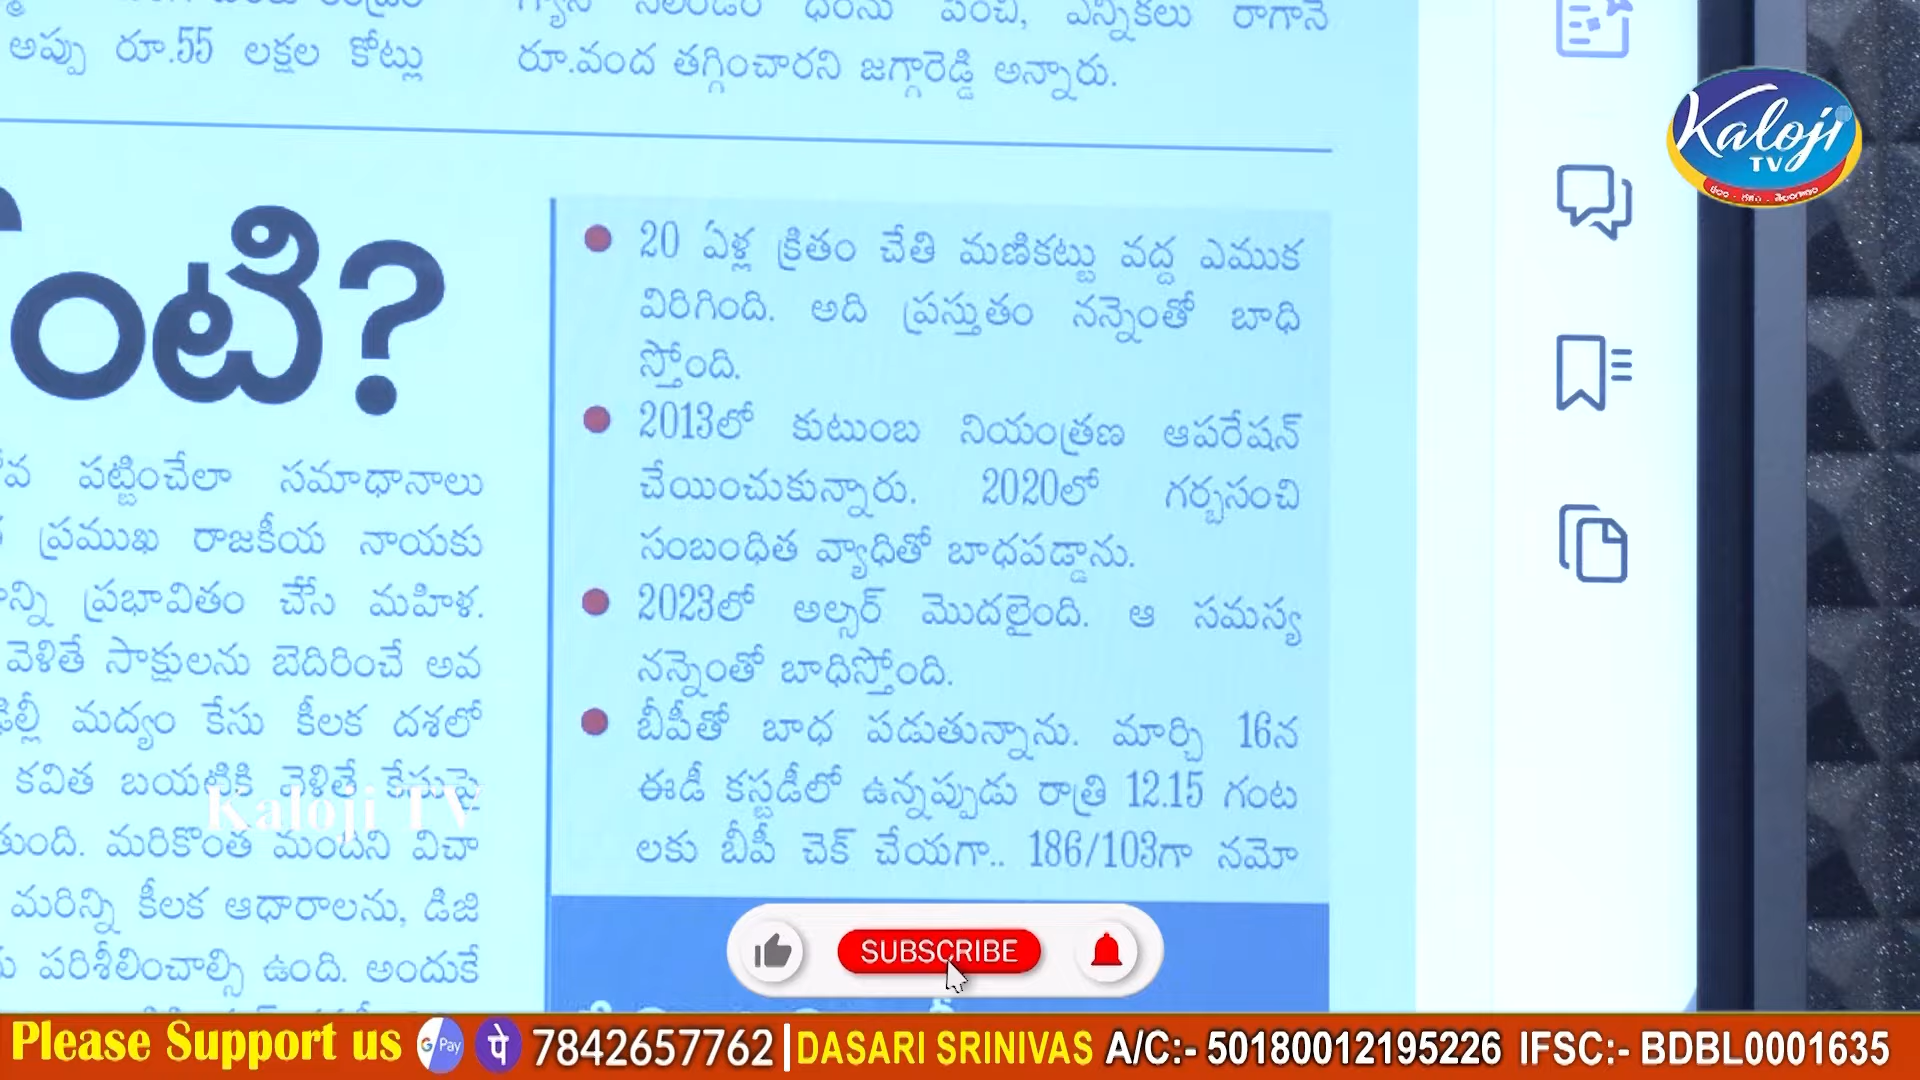 అప్పు రూ.55 లక్షల కోట్లు
ఎన్నికలు రాగానే
రూ.వంద తగ్గించారని జగ్గారెడ్డి అన్నారు.
Kaloji
TV
ంటి?
పట్టించేలా సమాధానాలు
ప్రముఖ రాజకీయ నాయకు
ప్రభావితం చేసే మహిళ.
వెళితే సాక్షులను బెదిరించే అవ
మద్యం కేసు కీలక దశలో
కవిత బయటికి వెళితే కేసుపై
మరికొంత మందిని విచా
మరిన్ని కీలక ఆధారాలను, డిజి
పరిశీలించాల్సి ఉంది. అందుకే
20 ఏళ్ల క్రితం చేతి మణికట్టు వద్ద ఎముక
విరిగింది. అది ప్రస్తుతం నన్నెంతో బాధి
స్తోంది.
2013లో కుటుంబ నియంత్రణ ఆపరేషన్
చేయించుకున్నారు. 2020లో గర్భసంచి
సంబంధిత వ్యాధితో బాధపడ్డాను.
2023లో అల్సర్ మొదలైంది. ఆ సమస్య
నన్నెంతో బాధిస్తోంది.
బీపీతో బాధ పడుతున్నాను. మార్చి 16న
ఈడీ కస్టడీలో ఉన్నప్పుడు రాత్రి 12.15 గంట
లకు బీపీ చెక్ చేయగా.. 186/103గా నమో
Kaloji TV
SUBSCRIBE
Please Support us G Pay पे 7842657762 | DASARI SRINIVAS A/C:- 50180012195226 IFSC:- BDBL0001635